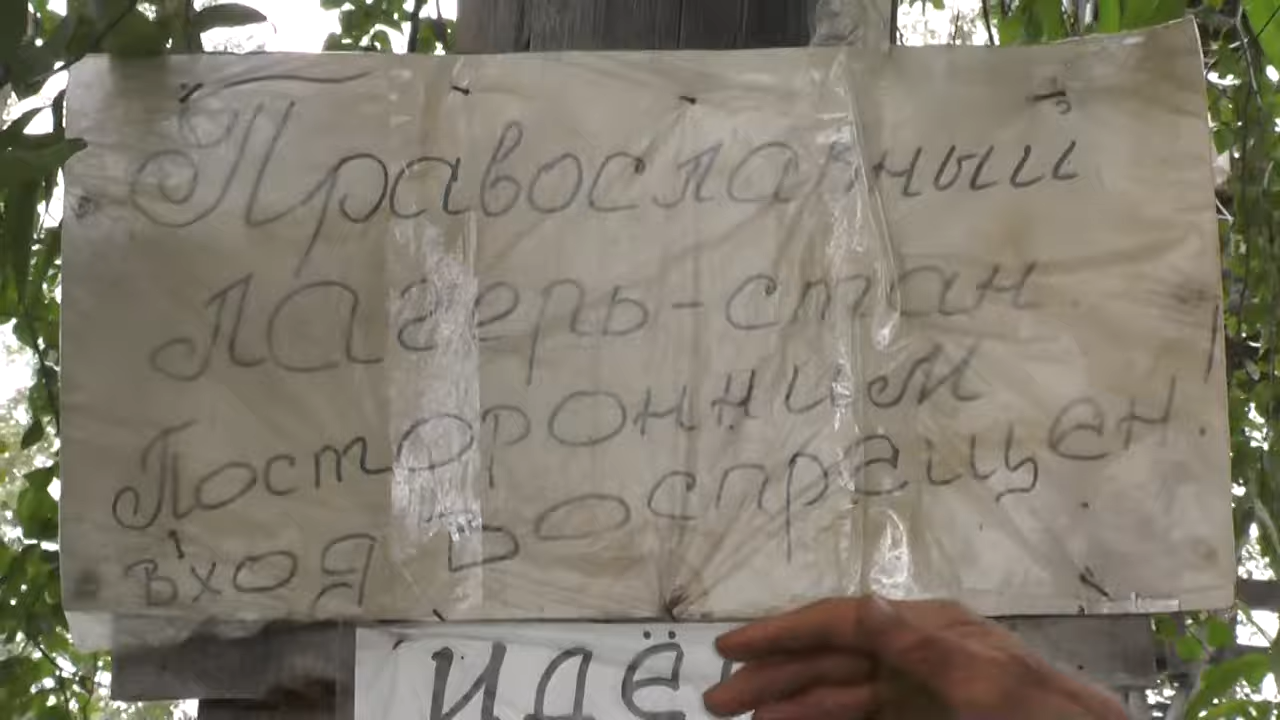 Православный
лагерь-стан
Посторонним
вход воспрещен.